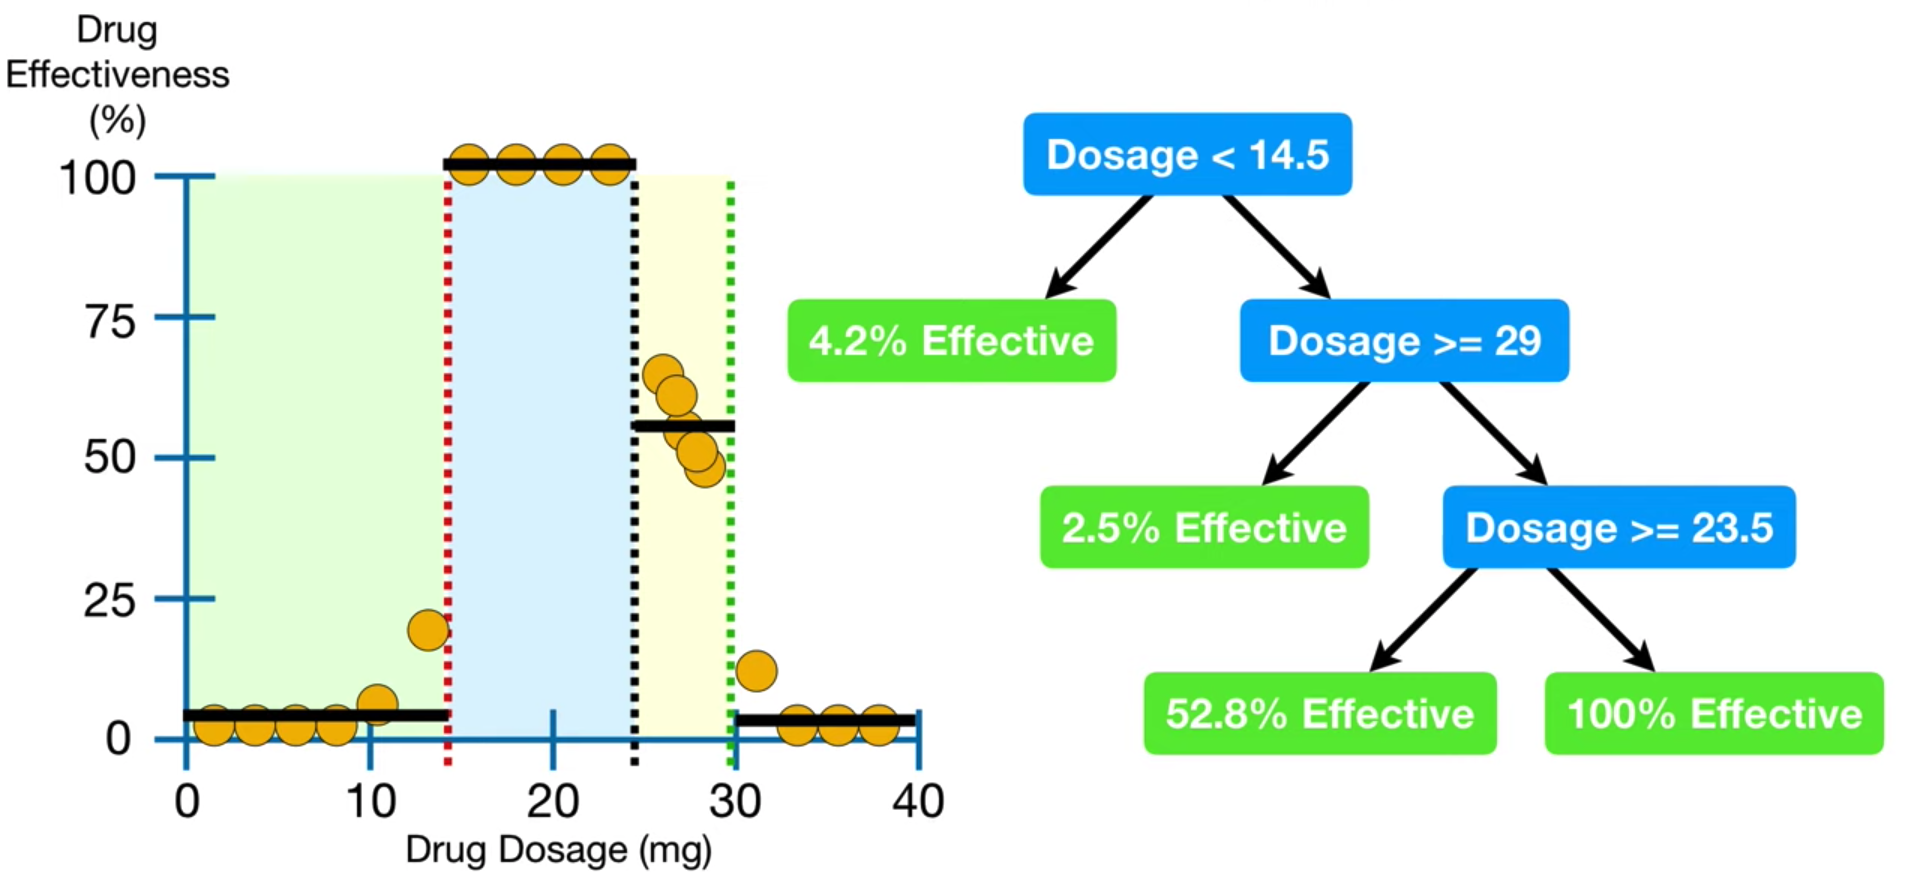 Drug
Effectiveness
(%)
100
75
50
25
0
0 10 20 30 40
Drug Dosage (mg)
Dosage < 14.5
4.2% Effective
Dosage >= 29
2.5% Effective
Dosage >= 23.5
52.8% Effective
100% Effective